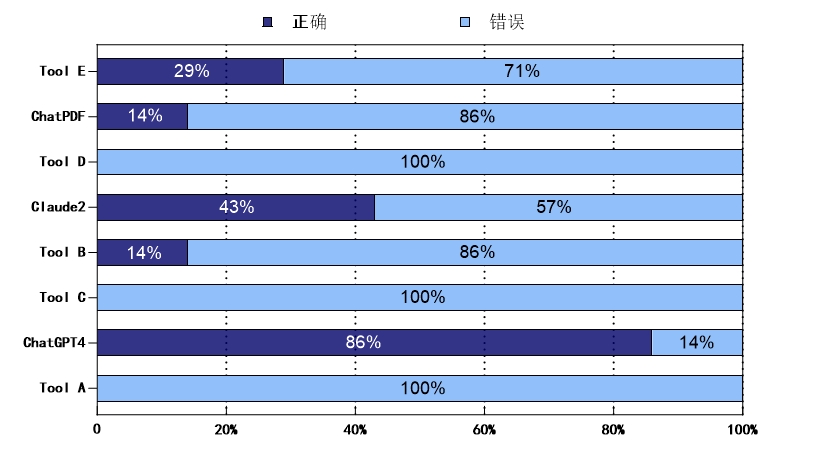 正确 错误
Tool E 29% 71%
ChatPDF 14% 86%
Tool D 100%
Claude2 43% 57%
Tool B 14% 86%
Tool C 100%
ChatGPT4 86% 14%
Tool A 100%
0 20% 40% 60% 80% 100%